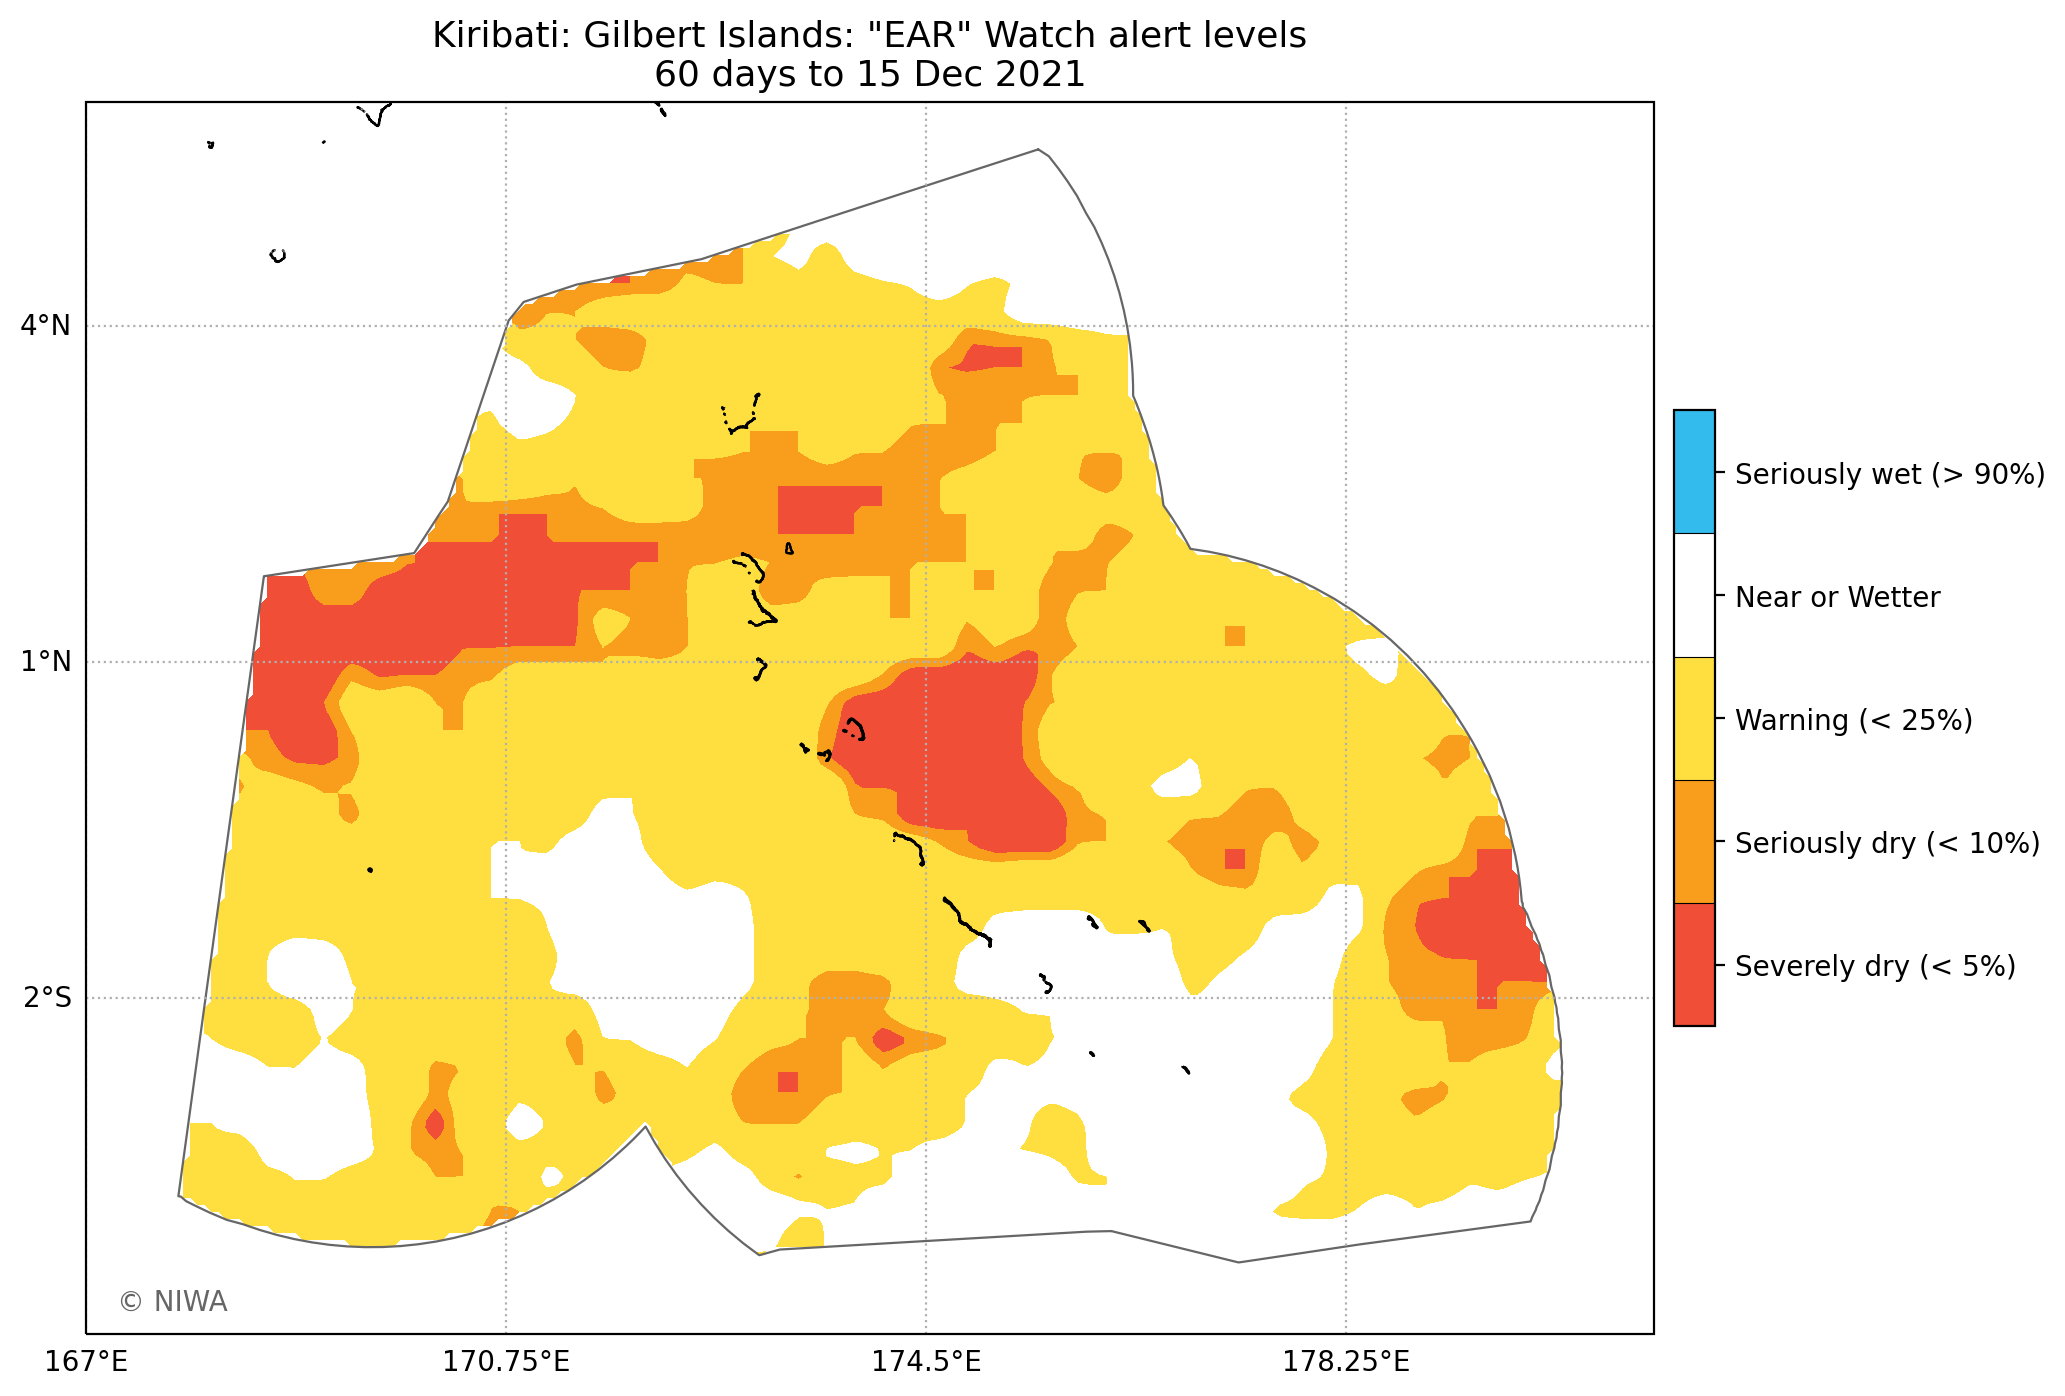 Kiribati: Gilbert Islands: "EAR" Watch alert levels
60 days to 15 Dec 2021
4°N
1°N
2°S
167°E
170.75°E
174.5°E
178.25°E
Seriously wet (> 90%)
Near or Wetter
Warning (< 25%)
Seriously dry (< 10%)
Severely dry (< 5%)
© NIWA